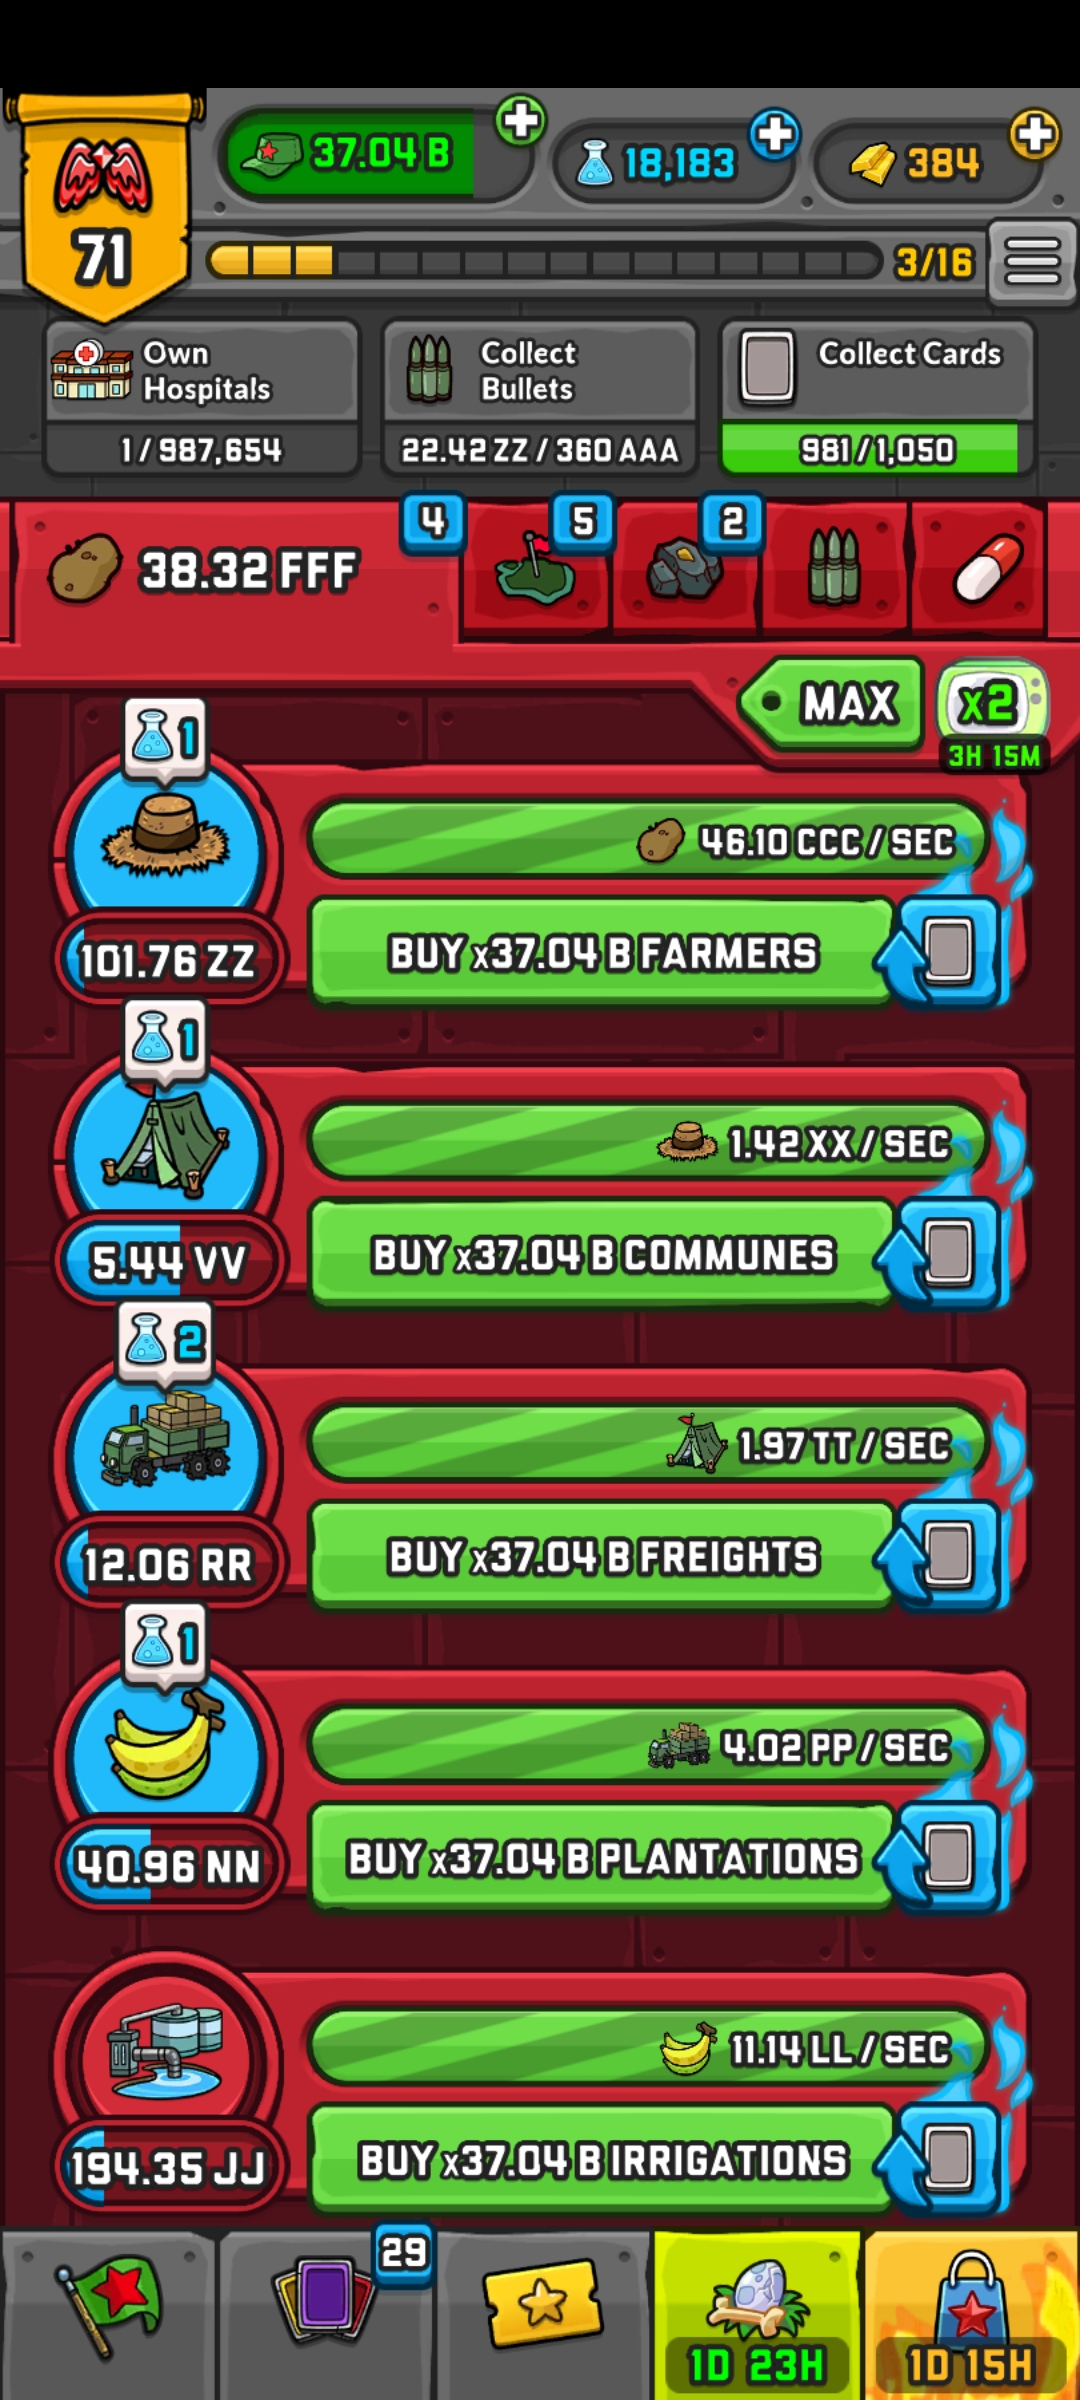 37.04 B
18,183
384
71
3/16
Own
Hospitals
1 / 987,654
Collect
Bullets
22.42 ZZ / 360 AAA
Collect Cards
981 / 1,050
38.32 FFF
4
5
2
MAX
x2
3H 15M
1
46.10 CCC / SEC
101.76 ZZ
BUY x37.04 B FARMERS
1
1.42 XX / SEC
5.44 VV
BUY x37.04 B COMMUNES
2
1.97 TT / SEC
12.06 RR
BUY x37.04 B FREIGHTS
1
4.02 PP / SEC
40.96 NN
BUY x37.04 B PLANTATIONS
11.14 LL / SEC
194.35 JJ
BUY x37.04 B IRRIGATIONS
29
1D 23H
1D 15H